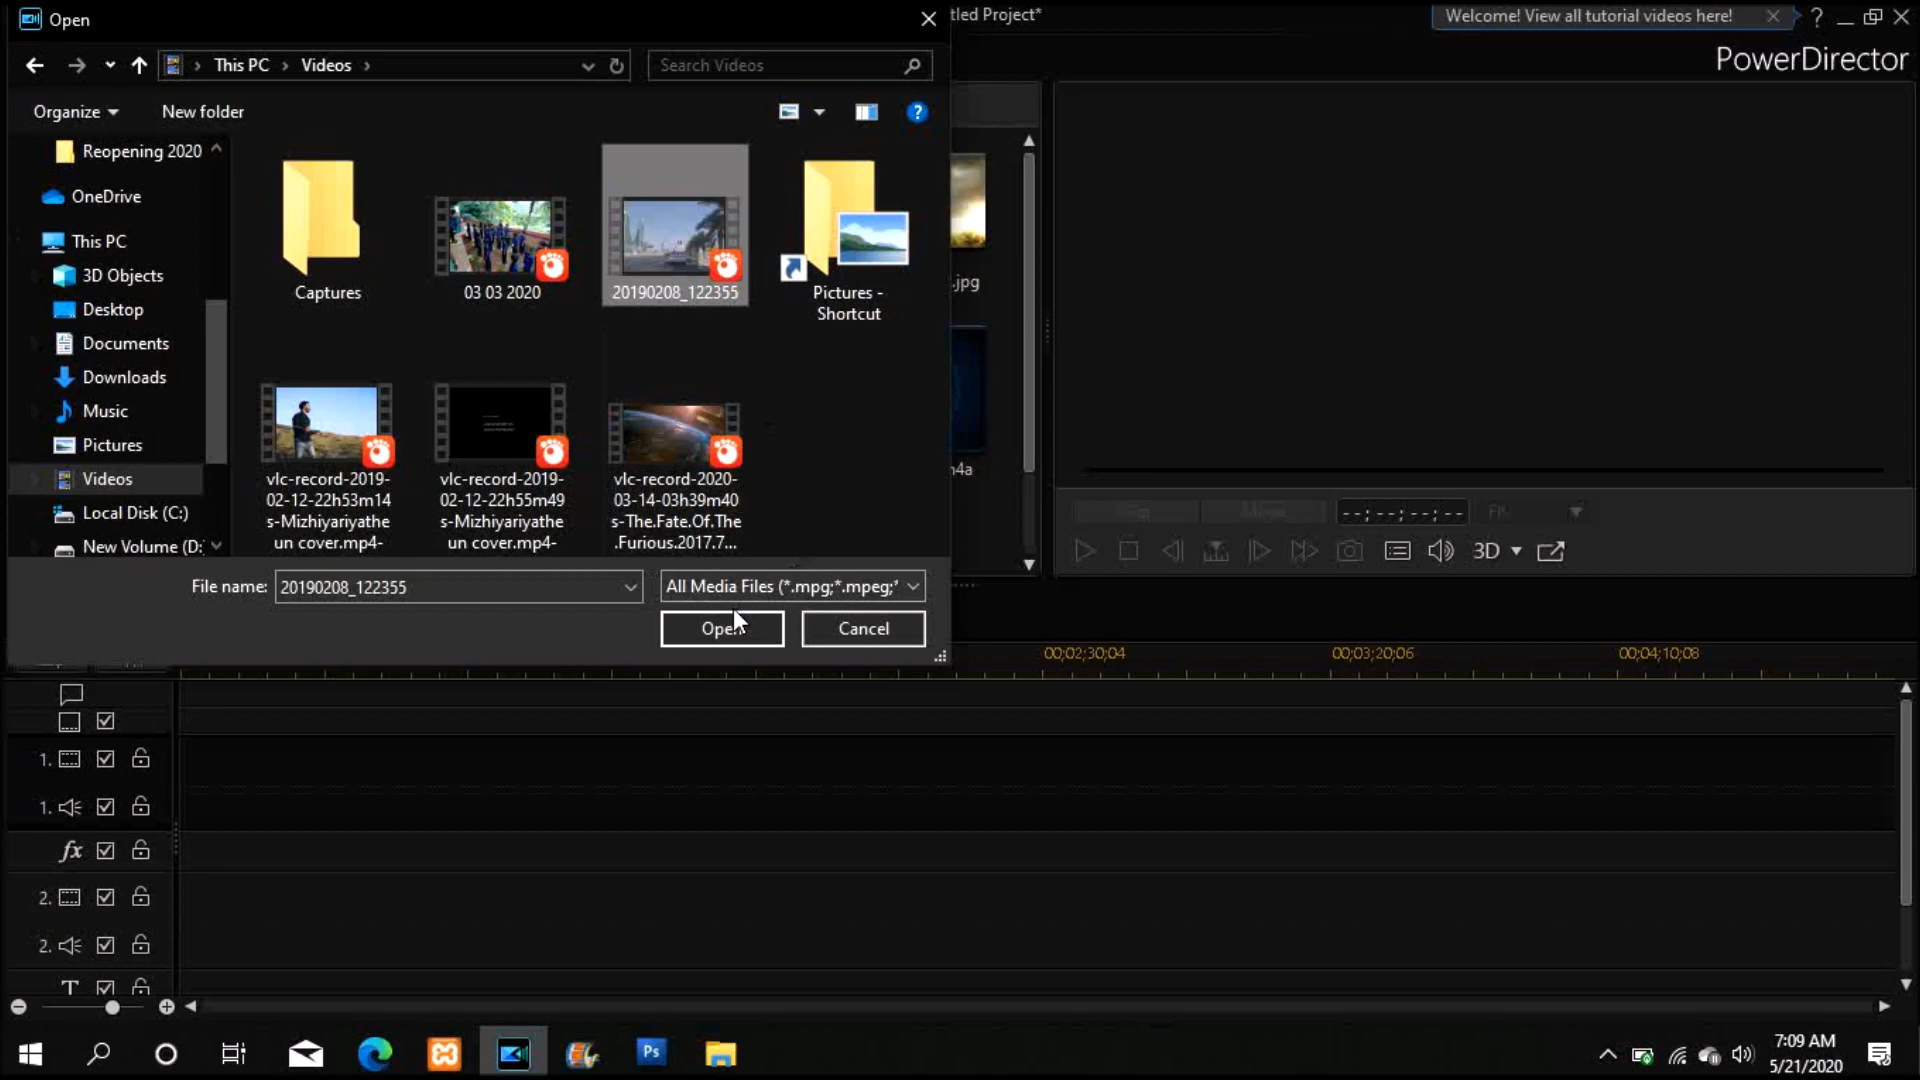 Open
tled Project*
Welcome! View all tutorial videos here!
PowerDirector
This PC
Videos
Search Videos
Organize
New folder
Reopening 2020
OneDrive
This PC
3D Objects
Desktop
Documents
Downloads
Music
Pictures
Videos
Local Disk (C:)
New Volume (D:
Captures
03 03 2020
20190208_122355
Pictures -
Shortcut
vlc-record-2019-
02-12-22h53m14
s-Mizhiyariyathe
un cover.mp4-
vlc-record-2019-
02-12-22h55m49
s-Mizhiyariyathe
un cover.mp4-
vlc-record-2020-
03-14-03h39m40
s-The.Fate.Of.The
.Furious.2017.7...
.jpg
File name:
20190208_122355
All Media Files (*.mpg;*.mpeg;*
Open
Cancel
--;--;--;--
Fit
3D
00;02;30;04
00;03;20;06
00;04;10;08
1.
1.
fx
2.
2.
T
Ps
7:09 AM
5/21/2020